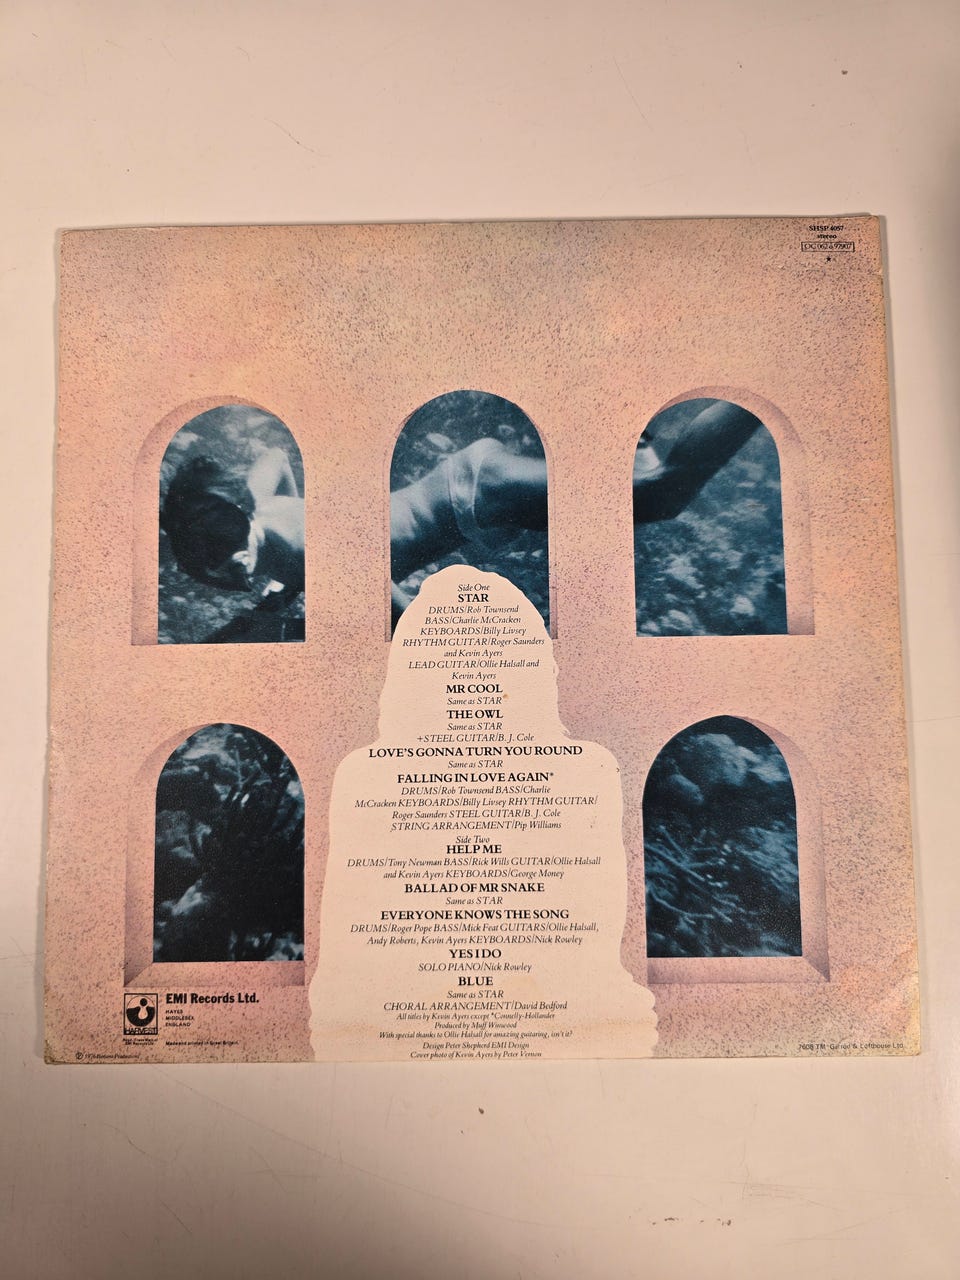 SHSP 4057
stereo
OC 062 o 97907
★
Side One
STAR
DRUMS/Rob Townsend
BASS/Charlie McCracken
KEYBOARDS/Billy Livsey
RHYTHM GUITAR/Roger Saunders
and Kevin Ayers
LEAD GUITAR/Ollie Halsall and
Kevin Ayers
MR COOL
Same as STAR
THE OWL
Same as STAR
+STEEL GUITAR/B. J. Cole
LOVE'S GONNA TURN YOU ROUND
Same as STAR
FALLING IN LOVE AGAIN*
DRUMS/Rob Townsend BASS/Charlie
McCracken KEYBOARDS/Billy Livsey RHYTHM GUITAR/
Roger Saunders STEEL GUITAR/B. J. Cole
STRING ARRANGEMENT/Pip Williams
Side Two
HELP ME
DRUMS/Tony Newman BASS/Rick Wills GUITAR/Ollie Halsall
and Kevin Ayers KEYBOARDS/George Money
BALLAD OF MR SNAKE
Same as STAR
EVERYONE KNOWS THE SONG
DRUMS/Roger Pope BASS/Mick Feat GUITARS/Ollie Halsall,
Andy Roberts, Kevin Ayers KEYBOARDS/Nick Rowley
YES I DO
SOLO PIANO/Nick Rowley
BLUE
Same as STAR
CHORAL ARRANGEMENT/David Bedford
All titles by Kevin Ayers except *Connelly-Hollander
Produced by Muff Winwood
With special thanks to Ollie Halsall for amazing guitaring, isn't it?
Design Peter Shepherd EMI Design
Cover photo of Kevin Ayers by Peter Vernon
EMI Records Ltd.
HAYES
MIDDLESEX
ENGLAND
HARVEST
Made and printed in Great Britain
℗ 1976
7608 TM Garrod & Lofthouse Ltd.